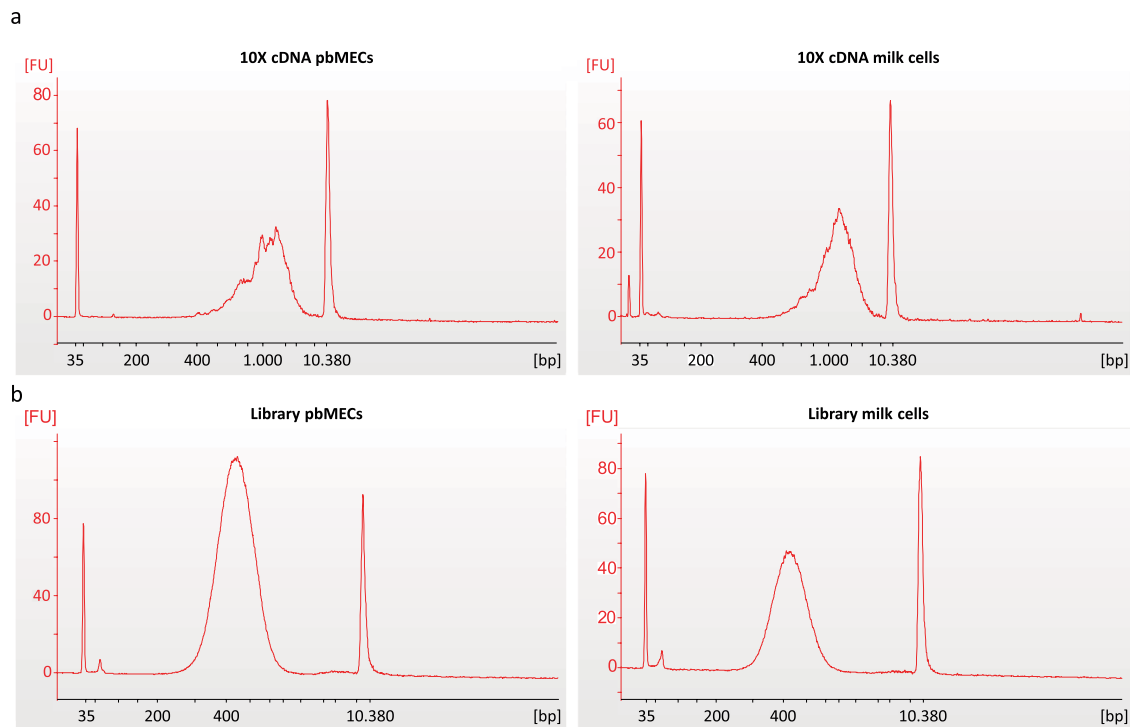 a
10X cDNA pbMECs
[FU]
80
60
40
20
0
35 200 400 1.000 10.380 [bp]
10X cDNA milk cells
[FU]
60
40
20
0
35 200 400 1.000 10.380 [bp]
b
Library pbMECs
[FU]
80
40
0
35 200 400 10.380 [bp]
Library milk cells
[FU]
80
60
40
20
0
35 200 400 10.380 [bp]